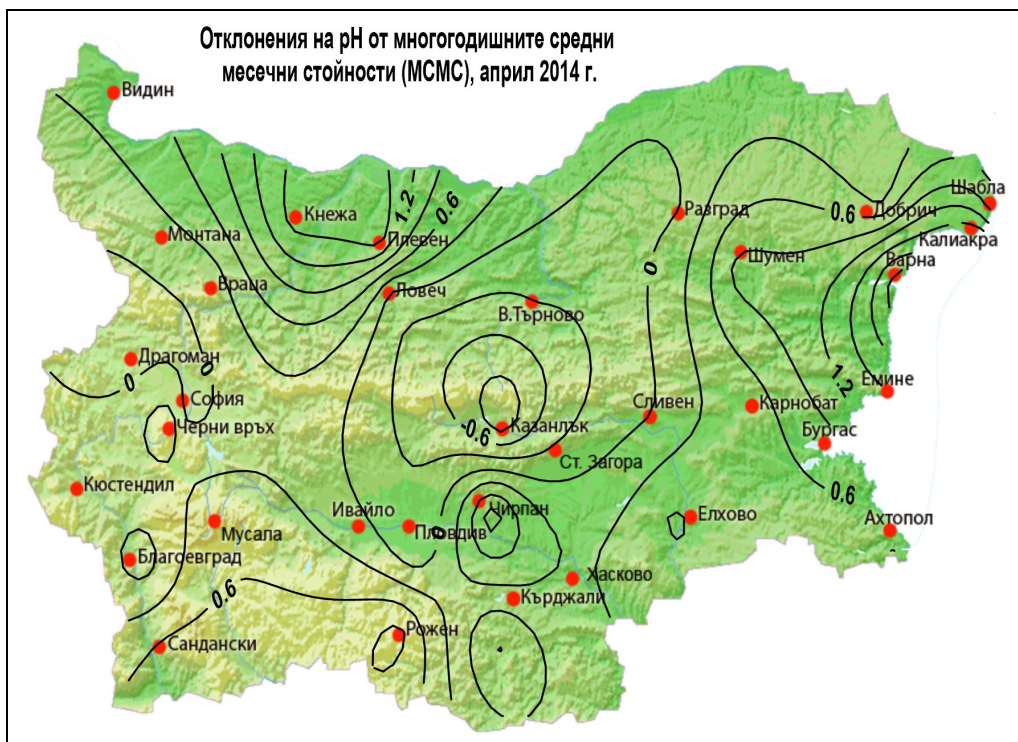 Отклонения на pH от многогодишните средни
месечни стойности (МСМС), април 2014 г.
Видин
Шабла
Кнежа
1.2
0.6
Разград
0.6
Добрич
Монтана
Плевен
Калиакра
Шумен
Варна
0
Враца
Ловеч
В.Търново
Драгоман
0
0
1.2
Емине
София
Сливен
Карнобат
Черни връх
-0.6
Казанлък
Бургас
Ст. Загора
Кюстендил
0.6
Ивайло
Чирпан
Мусала
Пловдив
0
Елхово
Ахтопол
Благоевград
Хасково
0.6
Кърджали
Рожен
Сандански